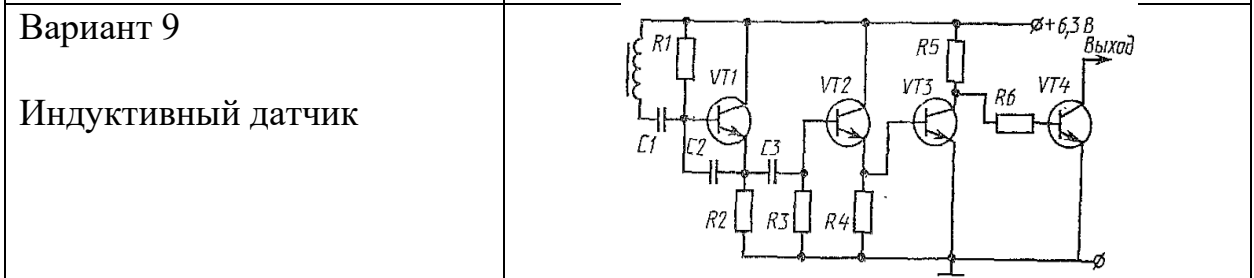 Вариант 9
Индуктивный датчик
+6,3 В
Выход
R1
R5
VT1
VT2
VT3
R6
VT4
C1
C2
C3
R2
R3
R4